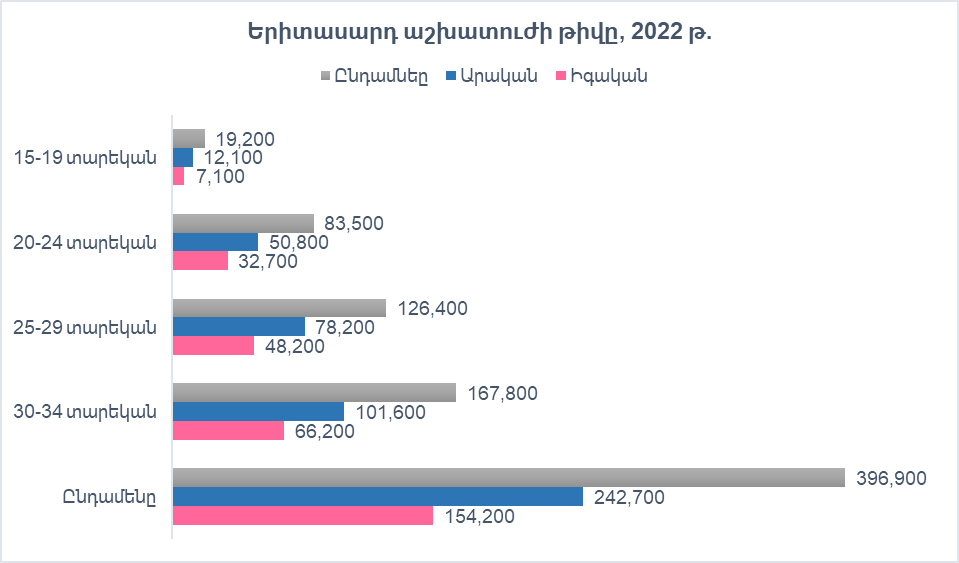 Երիտասարդ աշխատուժի թիվը, 2022 թ.
Ընդամնեը Արական Իգական
15-19 տարեկան
19,200
12,100
7,100
20-24 տարեկան
83,500
50,800
32,700
25-29 տարեկան
126,400
78,200
48,200
30-34 տարեկան
167,800
101,600
66,200
Ընդամենը
396,900
242,700
154,200